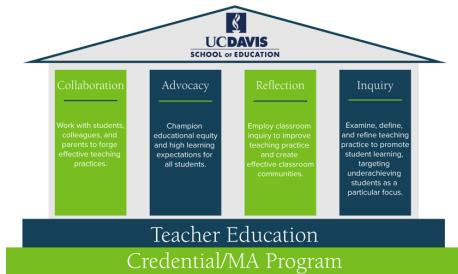 UCDAVIS
SCHOOL OF EDUCATION
Collaboration
Work with students,
colleagues, and
parents to forge
effective teaching
practices.
Advocacy
Champion
educational equity
and high learning
expectations for
all students.
Reflection
Employ classroom
inquiry to improve
teaching practice
and create
effective classroom
communities.
Inquiry
Examine, define,
and refine teaching
practice to promote
student learning,
targeting
underachieving
students as a
particular focus.
Teacher Education
Credential/MA Program